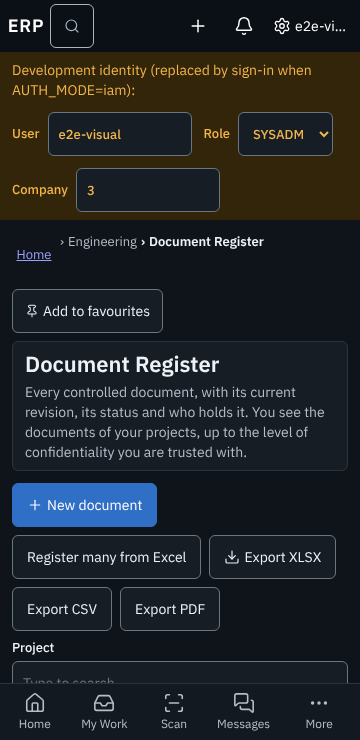 ERP
e2e-vi...
Development identity (replaced by sign-in when
AUTH_MODE=iam):
User e2e-visual Role SYSADM
Company 3
Home › Engineering › Document Register
Add to favourites
Document Register
Every controlled document, with its current
revision, its status and who holds it. You see the
documents of your projects, up to the level of
confidentiality you are trusted with.
+ New document
Register many from Excel Export XLSX
Export CSV Export PDF
Project
Type to search
Home My Work Scan Messages More